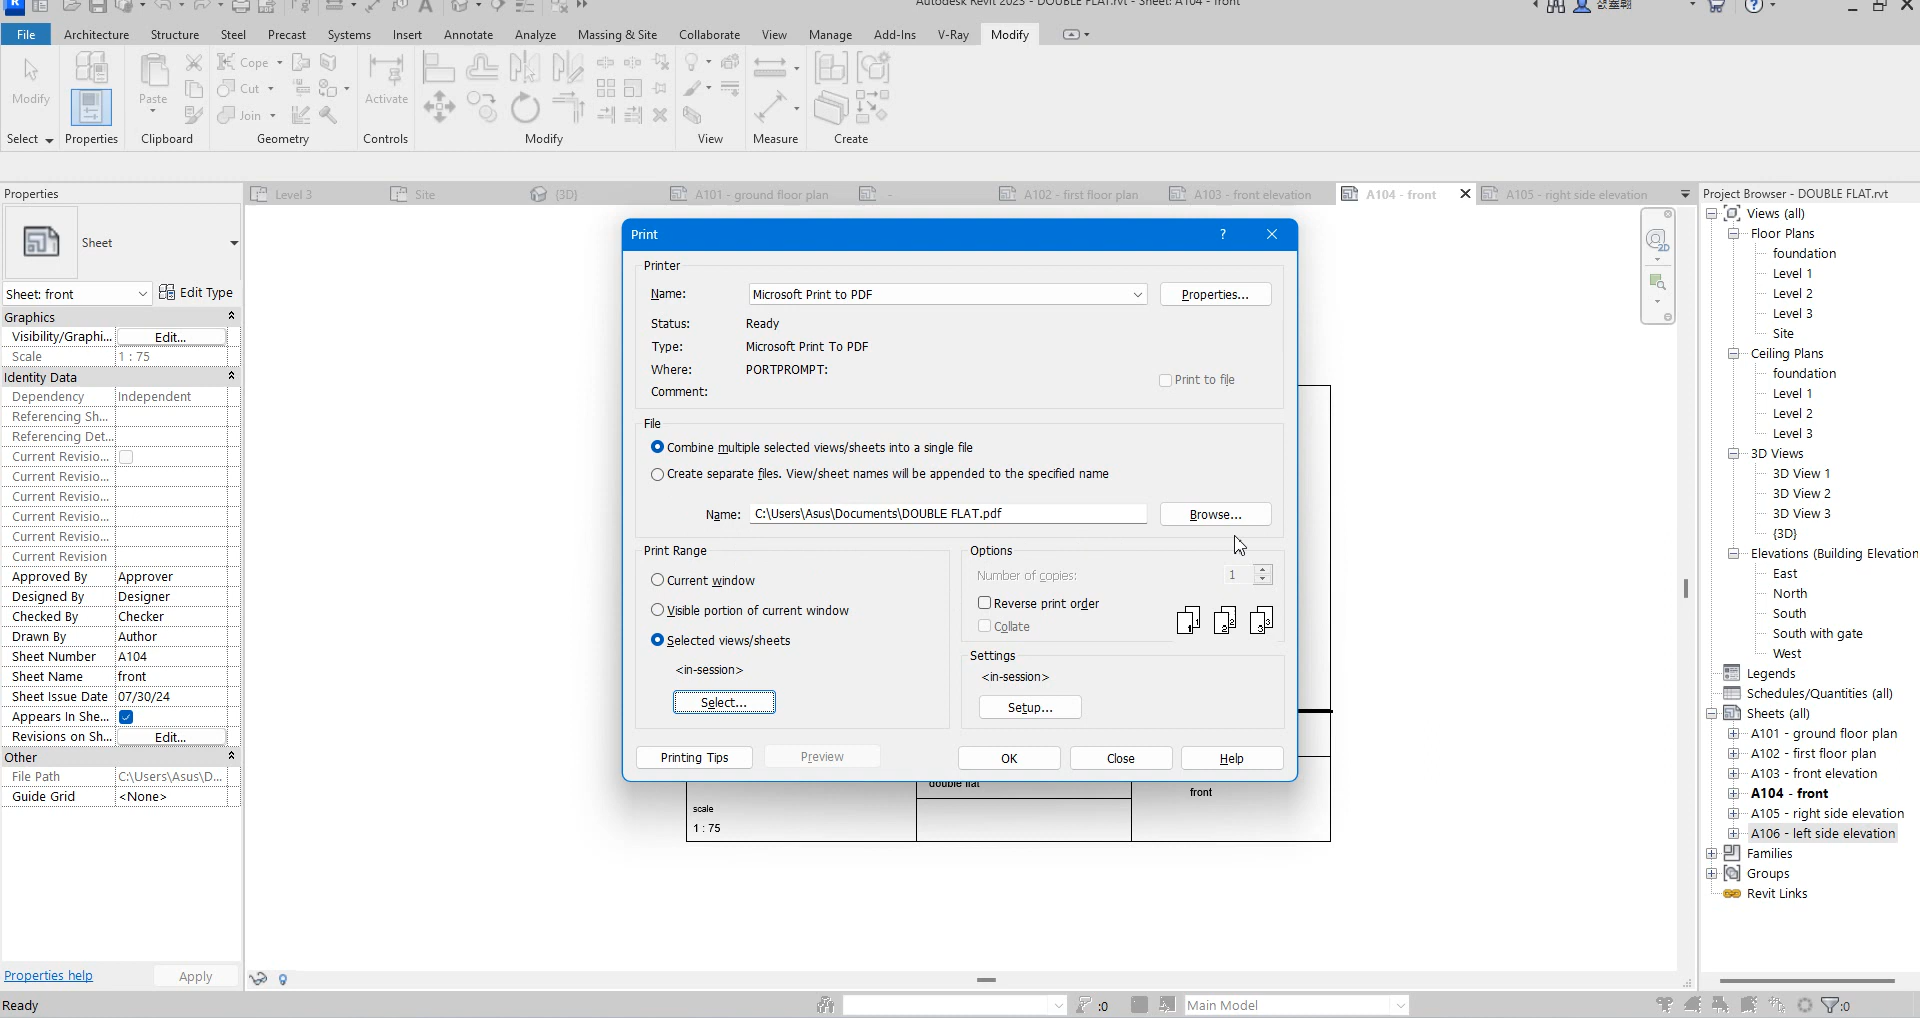 Autodesk Revit 2023 - DOUBLE FLAT.rvt - Sheet: A104 - front
File Architecture Structure Steel Precast Systems Insert Annotate Analyze Massing & Site Collaborate View Manage Add-Ins V-Ray Modify
Modify Paste Cope Cut Join Activate
Select Properties Clipboard Geometry Controls Modify View Measure Create
Properties
Level 3 Site {3D} A101 - ground floor plan - A102 - first floor plan A103 - front elevation A104 - front A105 - right side elevation
Project Browser - DOUBLE FLAT.rvt
Sheet
Sheet: front Edit Type
Graphics
Visibility/Graphi... Edit...
Scale 1 : 75
Identity Data
Dependency Independent
Referencing Sh...
Referencing Det...
Current Revisio...
Current Revisio...
Current Revisio...
Current Revisio...
Current Revisio...
Current Revision
Approved By Approver
Designed By Designer
Checked By Checker
Drawn By Author
Sheet Number A104
Sheet Name front
Sheet Issue Date 07/30/24
Appears In She...
Revisions on Sh... Edit...
Other
File Path C:\Users\Asus\D...
Guide Grid <None>
Properties help Apply
Print
Printer
Name: Microsoft Print to PDF Properties...
Status: Ready
Type: Microsoft Print To PDF
Where: PORTPROMPT:
Comment:
Print to file
File
Combine multiple selected views/sheets into a single file
Create separate files. View/sheet names will be appended to the specified name
Name: C:\Users\Asus\Documents\DOUBLE FLAT.pdf Browse...
Print Range
Current window
Visible portion of current window
Selected views/sheets
<in-session>
Select...
Options
Number of copies: 1
Reverse print order
Collate
1 1 2 2 3 3
Settings
<in-session>
Setup...
Printing Tips Preview OK Close Help
double flat
front
scale
1 : 75
2D
Views (all)
Floor Plans
foundation
Level 1
Level 2
Level 3
Site
Ceiling Plans
foundation
Level 1
Level 2
Level 3
3D Views
3D View 1
3D View 2
3D View 3
{3D}
Elevations (Building Elevation
East
North
South
South with gate
West
Legends
Schedules/Quantities (all)
Sheets (all)
A101 - ground floor plan
A102 - first floor plan
A103 - front elevation
A104 - front
A105 - right side elevation
A106 - left side elevation
Families
Groups
Revit Links
Ready :0 Main Model :0